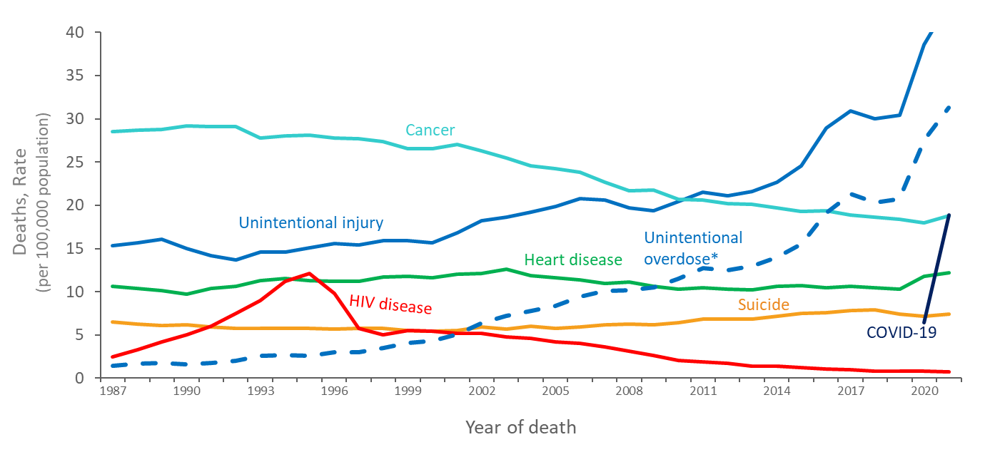 40
35
30
25
20
15
10
5
0
Deaths, Rate
(per 100,000 population)
Cancer
Unintentional injury
Unintentional
overdose*
Heart disease
HIV disease
Suicide
COVID-19
1987 1990 1993 1996 1999 2002 2005 2008 2011 2014 2017 2020
Year of death